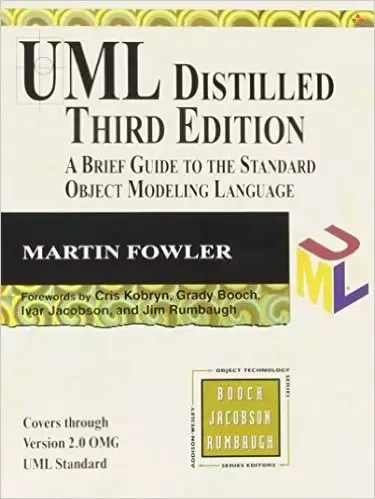 UML DISTILLED
THIRD EDITION
A BRIEF GUIDE TO THE STANDARD
OBJECT MODELING LANGUAGE
MARTIN FOWLER
UML
Forewords by Cris Kobryn, Grady Booch,
Ivar Jacobson, and Jim Rumbaugh
OBJECT TECHNOLOGY
SERIES
BOOCH
JACOBSON
RUMBAUGH
ADDISON-WESLEY
SERIES EDITORS
Covers through
Version 2.0 OMG
UML Standard